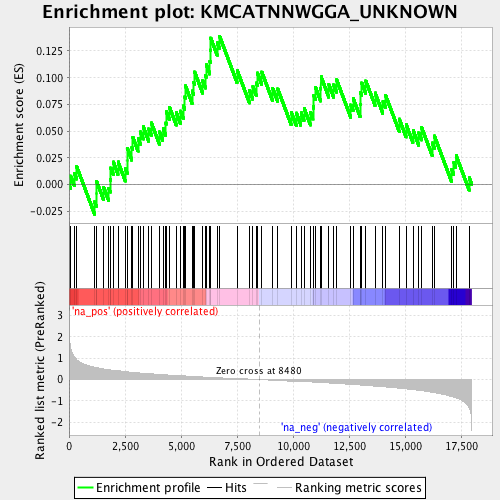 Enrichment plot: KMCATNNWGGA_UNKNOWN
Enrichment score (ES)
0.125
0.100
0.075
0.050
0.025
0.000
-0.025
'na_pos' (positively correlated)
Ranked list metric (PreRanked)
3
2
1
0
-1
-2
Zero cross at 8480
'na_neg' (negatively correlated)
0
2,500
5,000
7,500
10,000
12,500
15,000
17,500
Rank in Ordered Dataset
Enrichment profile
Hits
Ranking metric scores